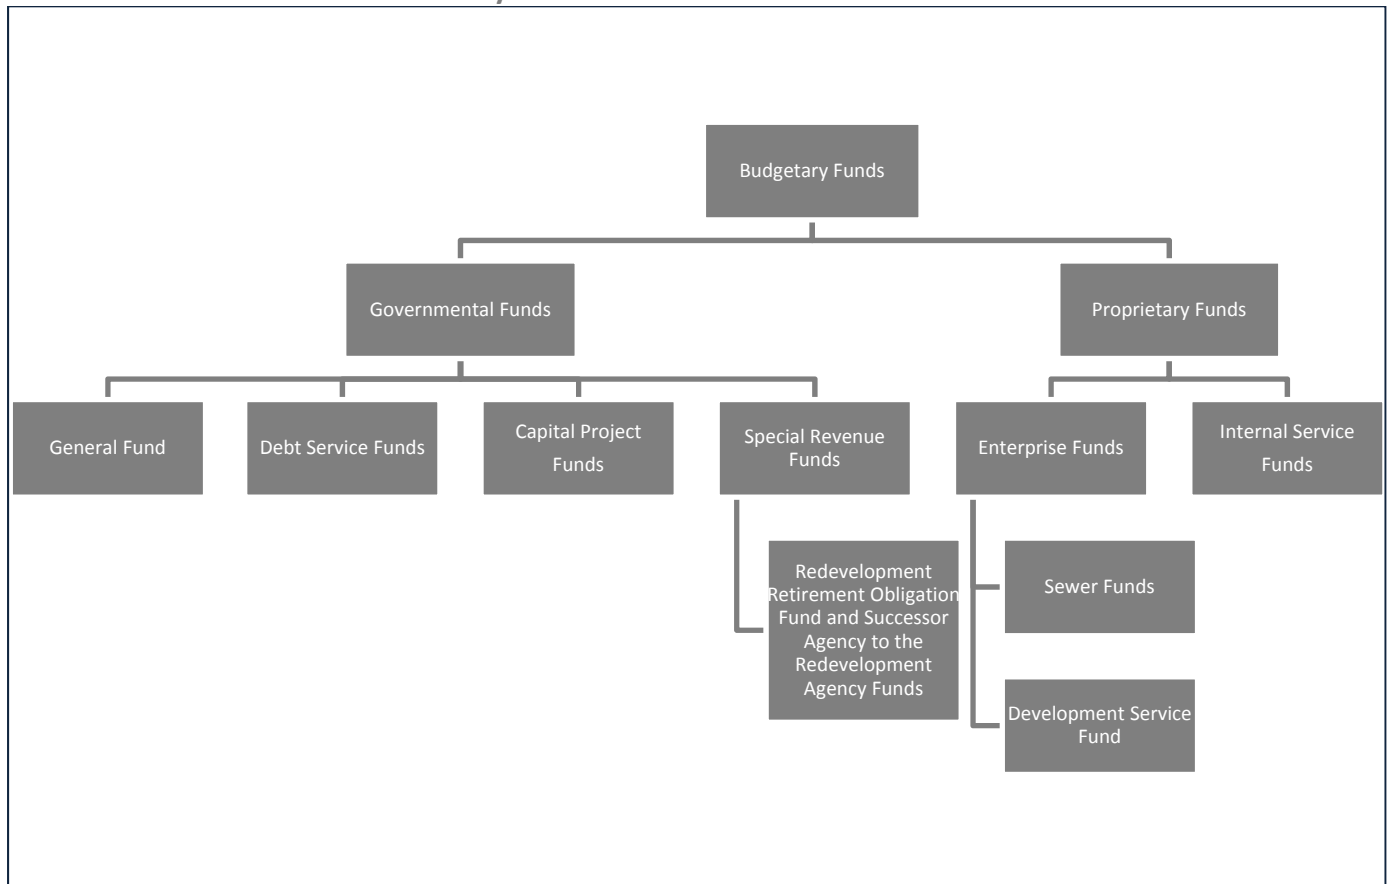 Budgetary Funds
Governmental Funds
Proprietary Funds
General Fund
Debt Service Funds
Capital Project
Funds
Special Revenue
Funds
Enterprise Funds
Internal Service
Funds
Redevelopment
Retirement Obligation
Fund and Successor
Agency to the
Redevelopment
Agency Funds
Sewer Funds
Development Service
Fund